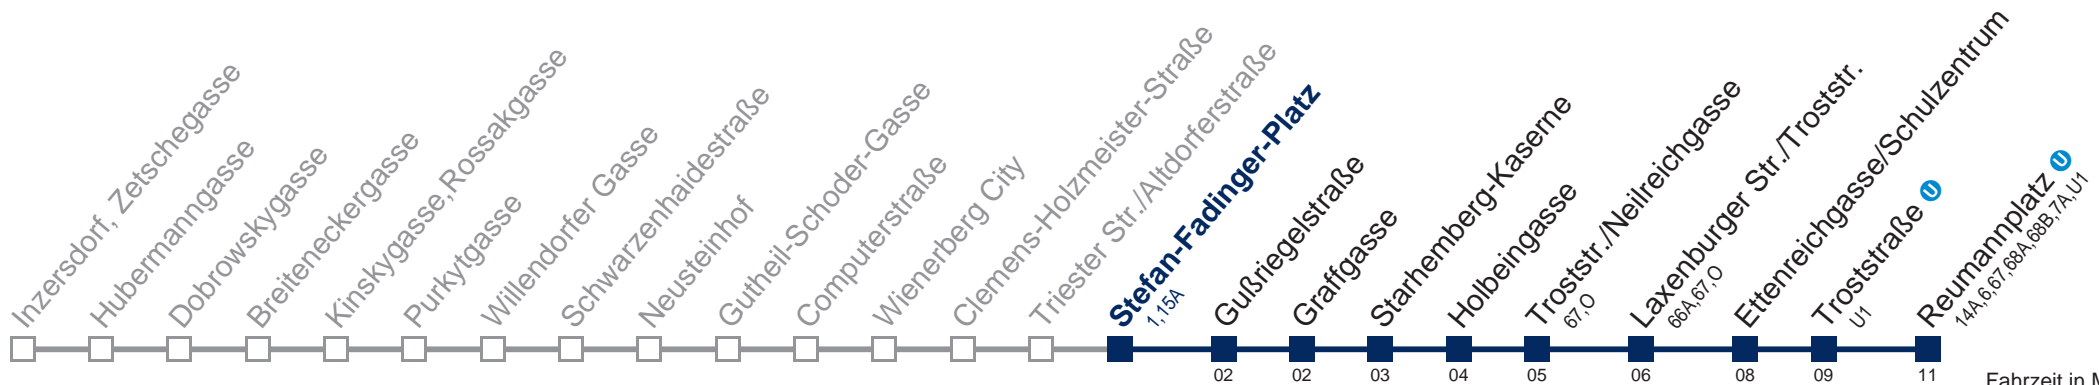 Inzersdorf, Zetschegasse
Hubermanngasse
Dobrowskygasse
Breiteneckergasse
Kinskygasse,Rossakgasse
Purkytgasse
Willendorfer Gasse
Schwarzenhaidestraße
Neusteinhof
Gutheil-Schoder-Gasse
Computerstraße
Wienerberg City
Clemens-Holzmeister-Straße
Triester Str./Altdorferstraße
Stefan-Fadinger-Platz
1,15A
Gußriegelstraße
Graffgasse
Starhemberg-Kaserne
Holbeingasse
Troststr./Neilreichgasse
67,O
Laxenburger Str./Troststr.
66A,67,O
Ettenreichgasse/Schulzentrum
Troststraße U
U1
Reumannplatz U
14A,6,67,68A,68B,7A,U1
02 02 03 04 05 06 08 09 11
Fahrzeit in